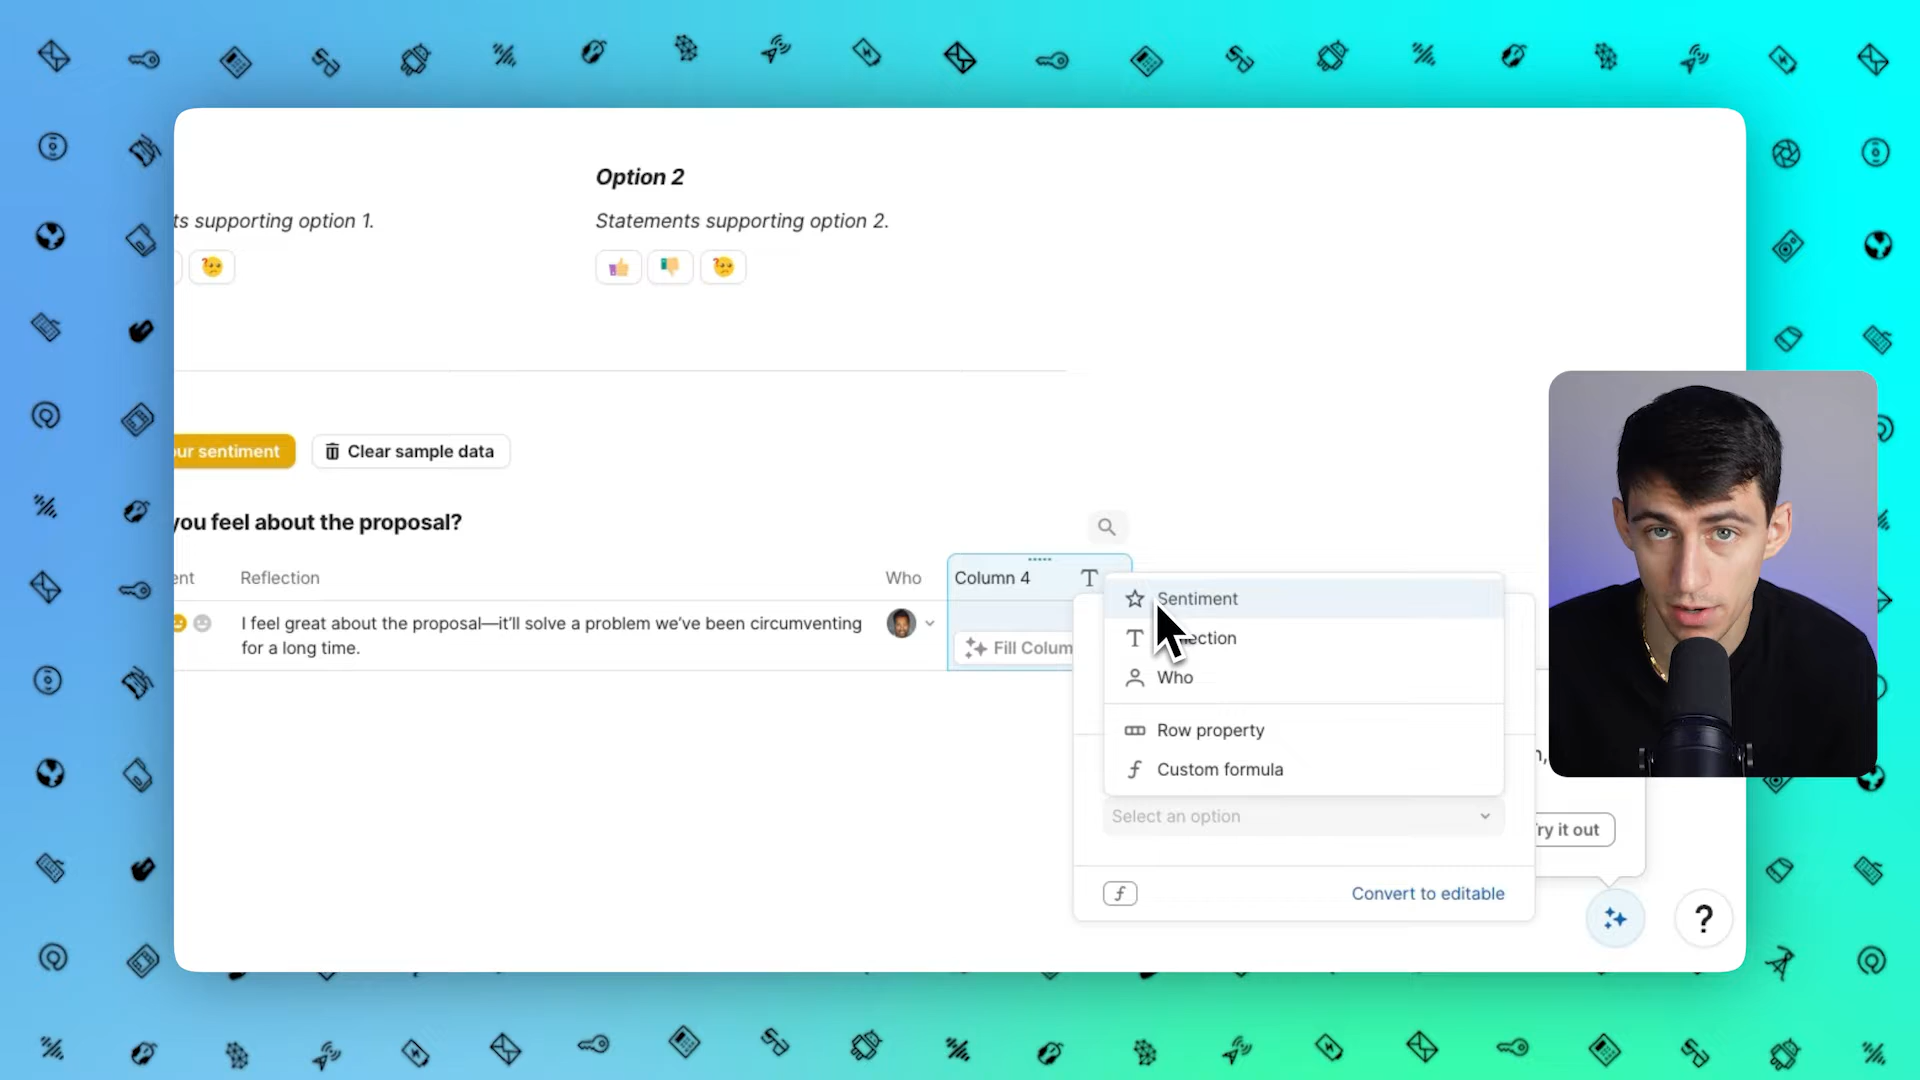 Option 2
ts supporting option 1.
Statements supporting option 2.
our sentiment
Clear sample data
you feel about the proposal?
ent
Reflection
Who
Column 4
I feel great about the proposal—it'll solve a problem we've been circumventing
for a long time.
Fill Colum
Sentiment
ection
Who
Row property
Custom formula
Select an option
Try it out
Convert to editable
?